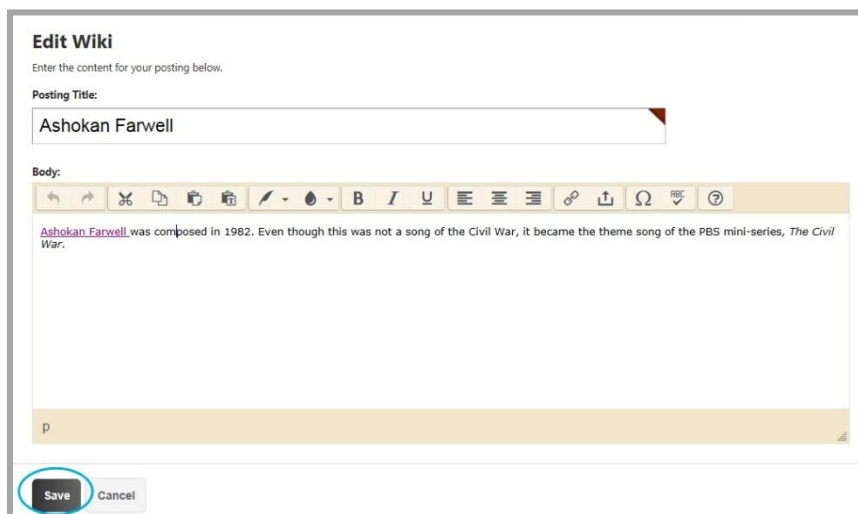 Edit Wiki
Enter the content for your posting below.
Posting Title:
Ashokan Farwell
Body:
B I U Ω ABC ?
Ashokan Farwell was composed in 1982. Even though this was not a song of the Civil War, it became the theme song of the PBS mini-series, The Civil
War.
p
Save Cancel